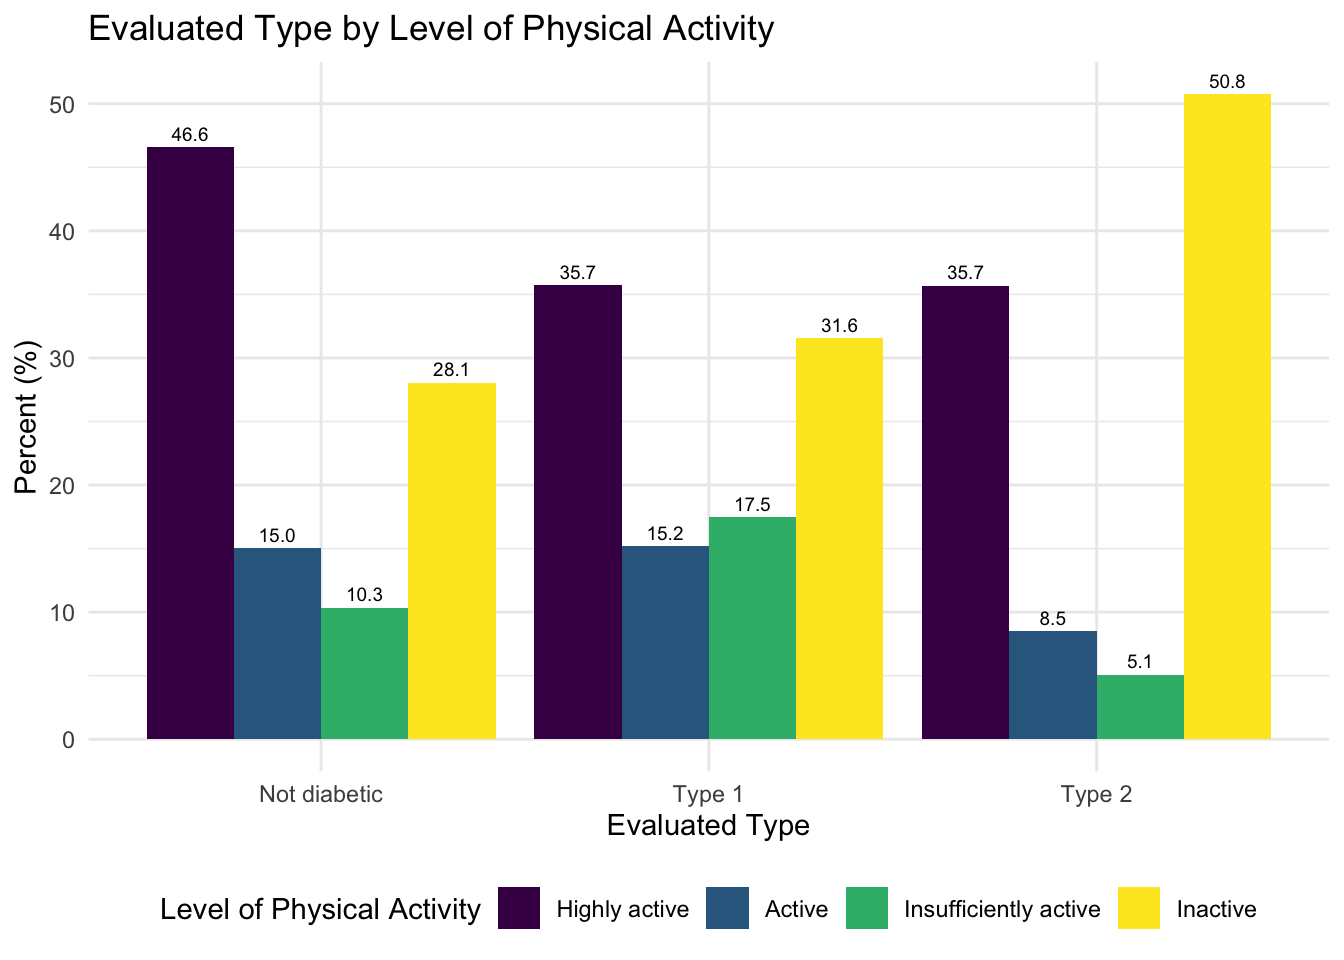 Evaluated Type by Level of Physical Activity
Percent (%)
50
40
30
20
10
0
46.6
15.0
10.3
28.1
35.7
15.2
17.5
31.6
35.7
8.5
5.1
50.8
Not diabetic
Type 1
Type 2
Evaluated Type
Level of Physical Activity
Highly active
Active
Insufficiently active
Inactive